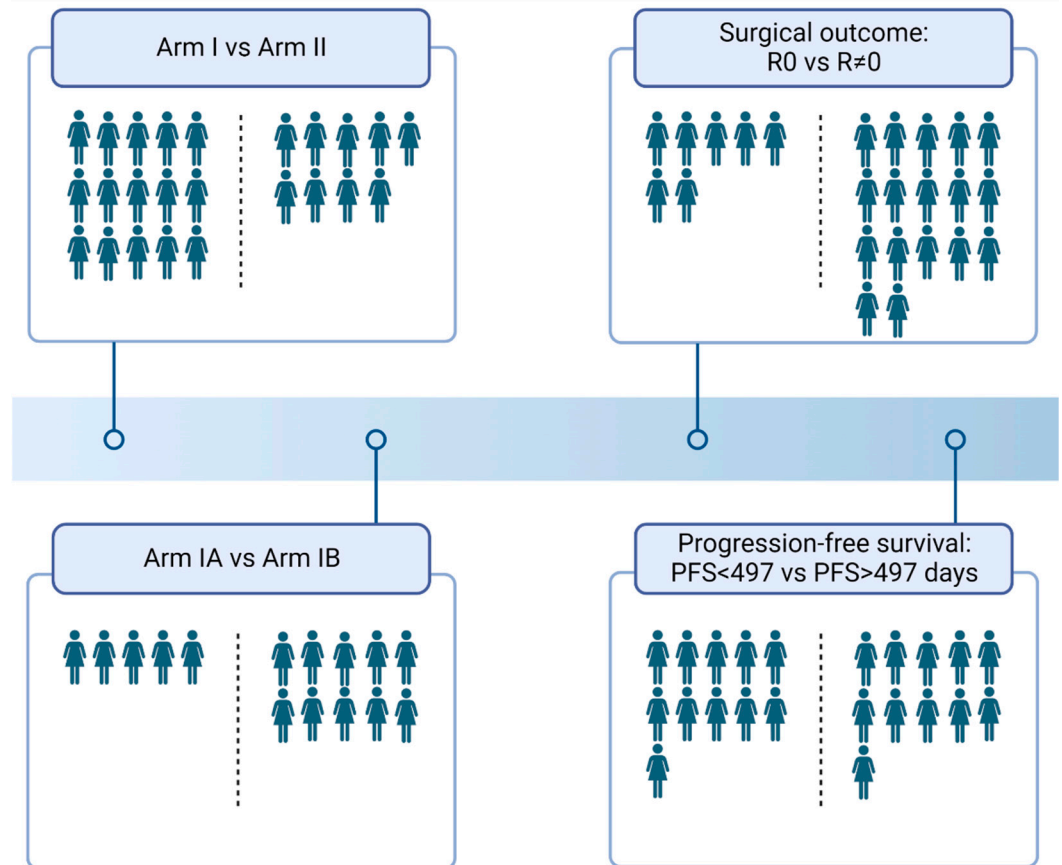 Arm I vs Arm II
Surgical outcome:
R0 vs R≠0
Arm IA vs Arm IB
Progression-free survival:
PFS<497 vs PFS>497 days